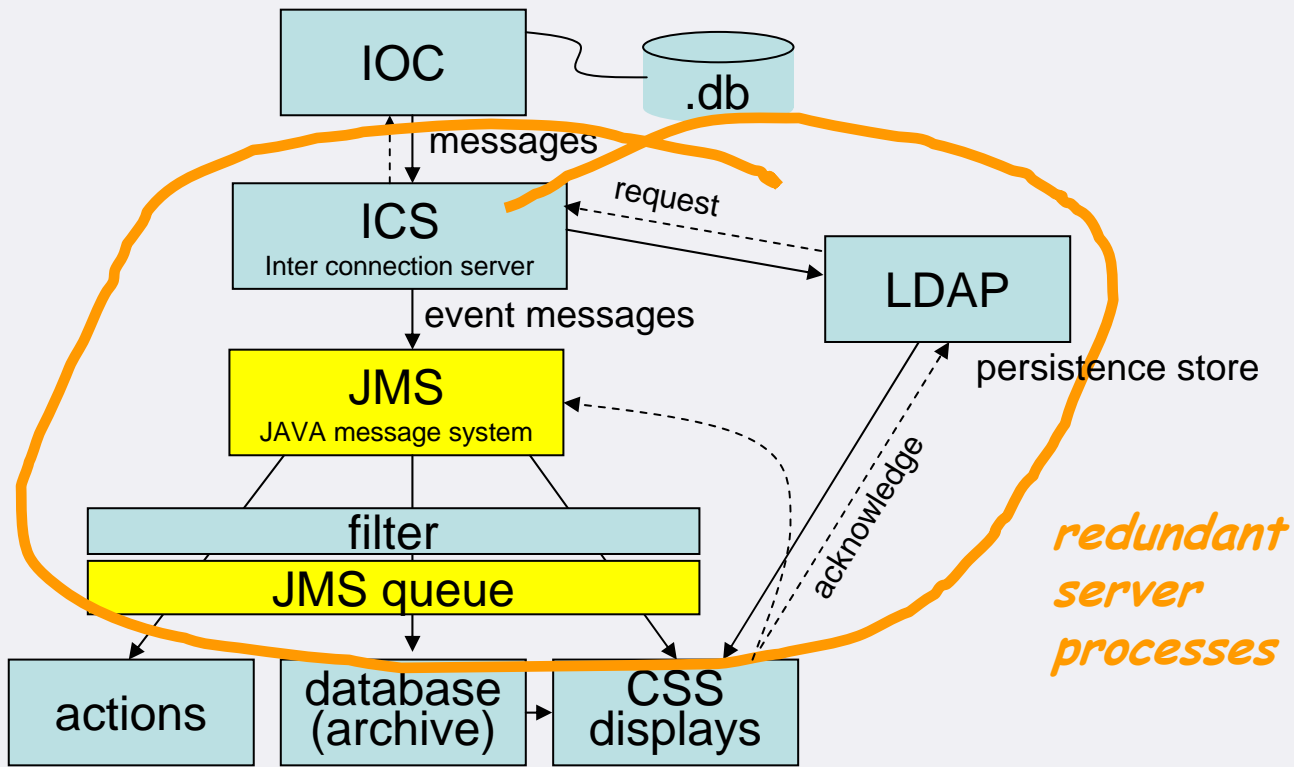 IOC
.db
messages
request
ICS
Inter connection server
LDAP
event messages
persistence store
JMS
JAVA message system
acknowledge
filter
JMS queue
redundant
server
processes
actions
database
(archive)
CSS
displays